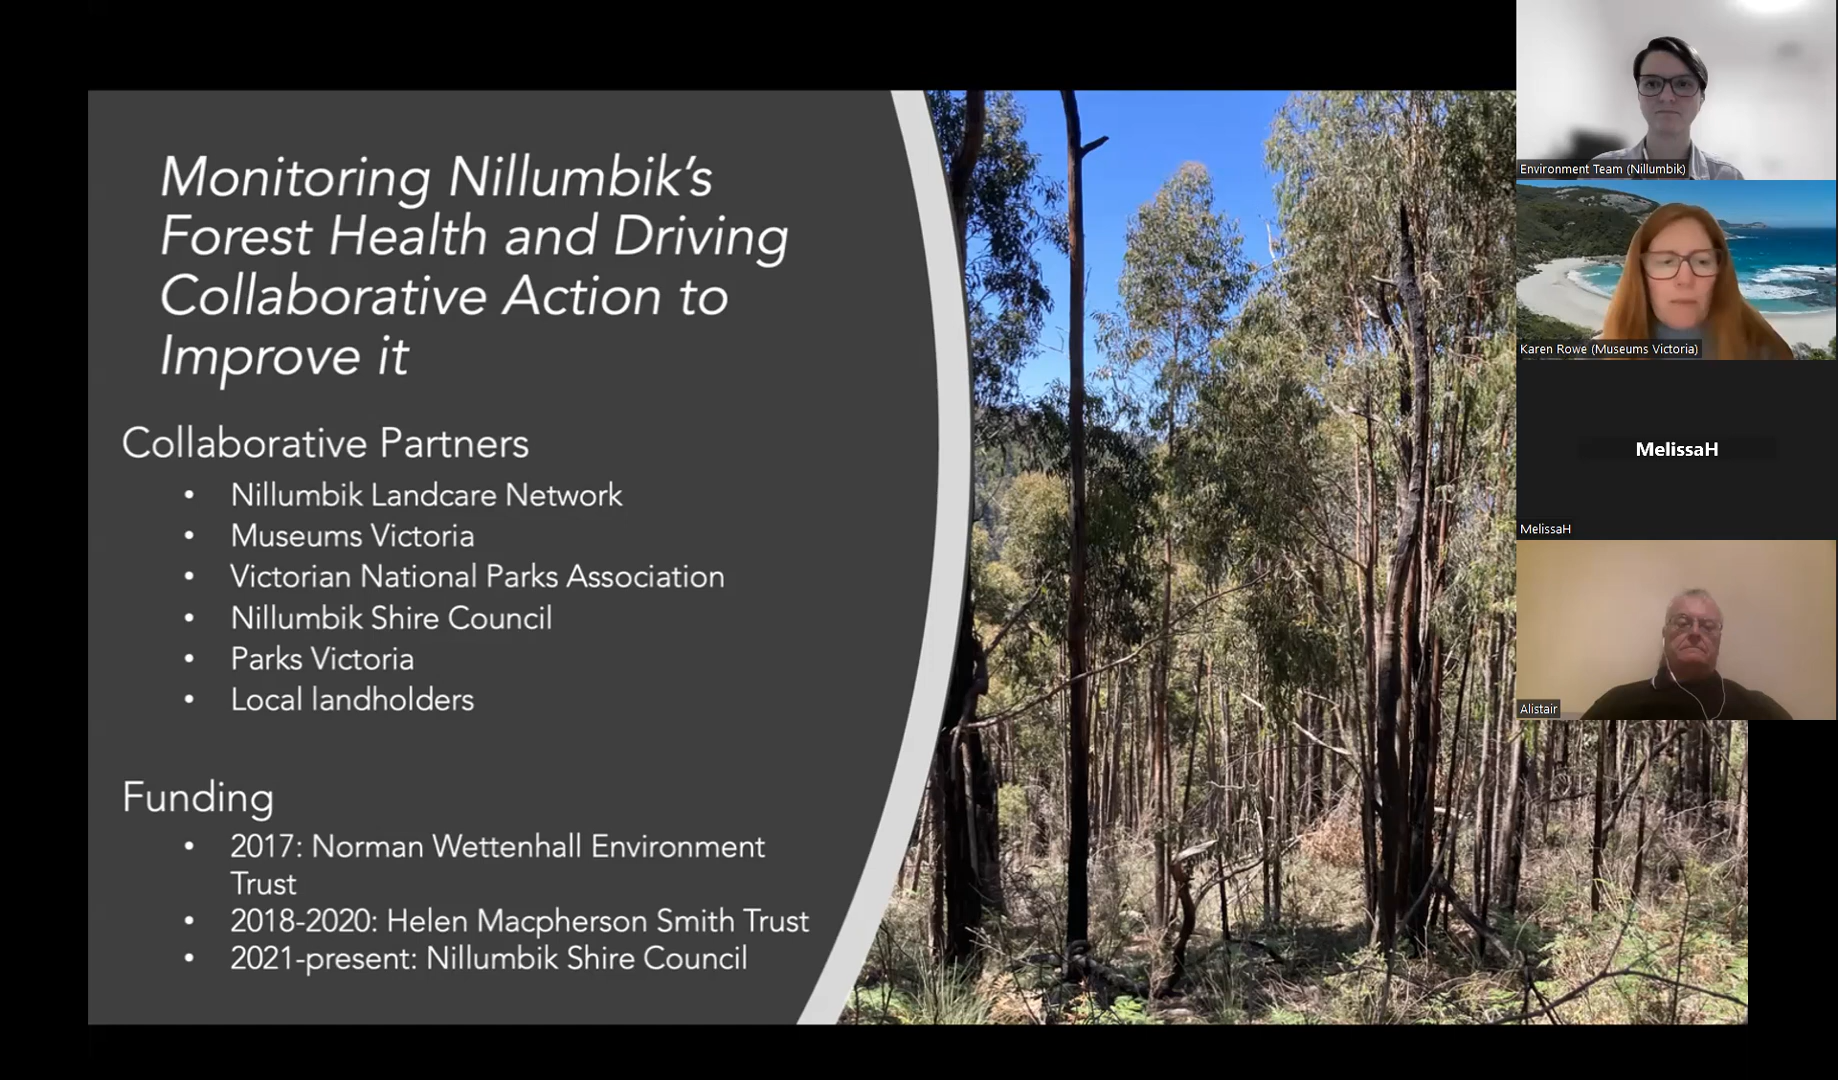 Monitoring Nillumbik’s
Forest Health and Driving
Collaborative Action to
Improve it
Collaborative Partners
• Nillumbik Landcare Network
• Museums Victoria
• Victorian National Parks Association
• Nillumbik Shire Council
• Parks Victoria
• Local landholders
Funding
• 2017: Norman Wettenhall Environment
Trust
• 2018-2020: Helen Macpherson Smith Trust
• 2021-present: Nillumbik Shire Council
Environment Team (Nillumbik)
Karen Rowe (Museums Victoria)
MelissaH
MelissaH
Alistair